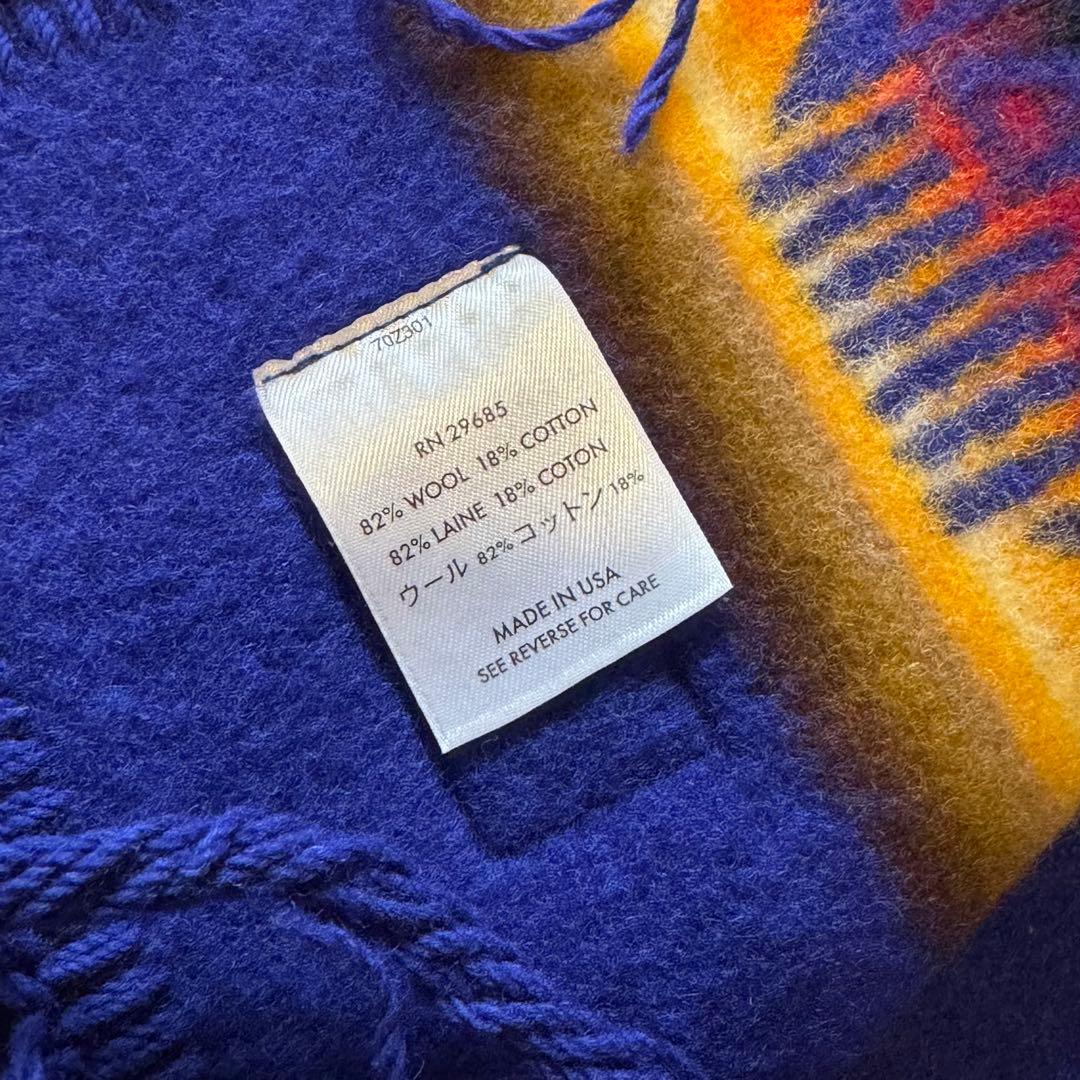 70Z301
RN 29685
82% WOOL 18% COTTON
82% LAINE 18% COTON
ウール 82% コットン 18%
MADE IN USA
SEE REVERSE FOR CARE